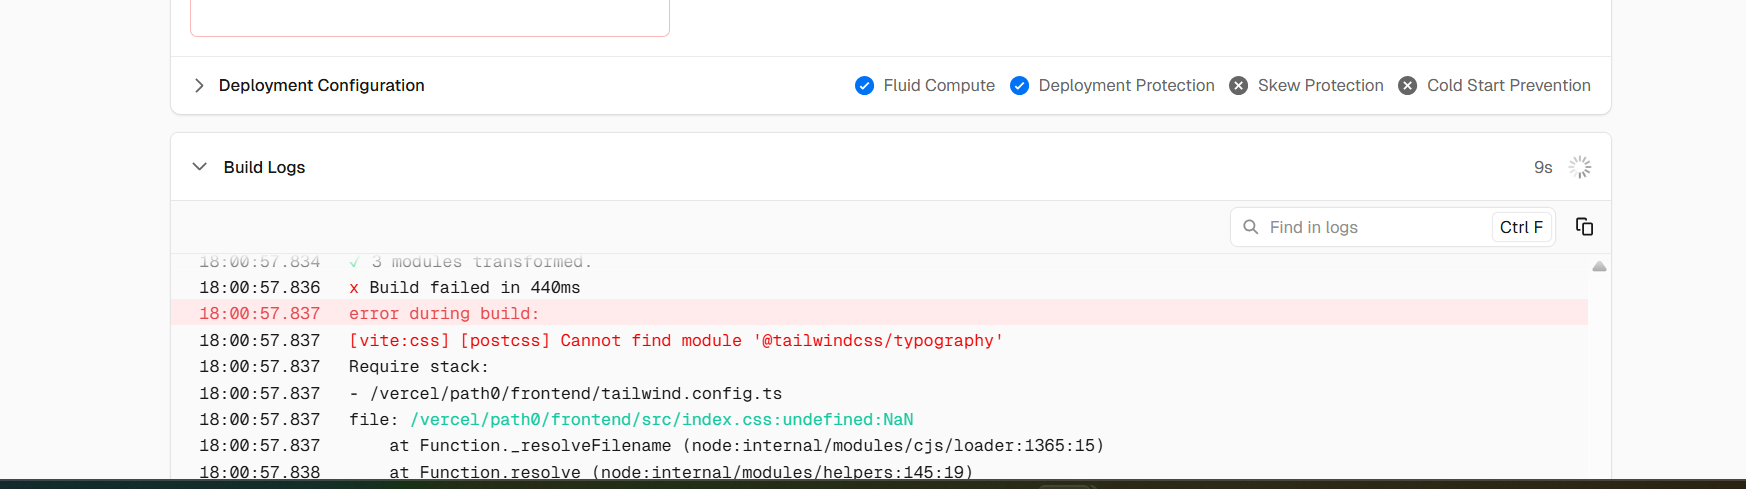 Deployment Configuration
Fluid Compute Deployment Protection Skew Protection Cold Start Prevention
Build Logs
9s
Find in logs Ctrl F
18:00:57.834 ✓ 3 modules transformed.
18:00:57.836 x Build failed in 440ms
18:00:57.837 error during build:
18:00:57.837 [vite:css] [postcss] Cannot find module '@tailwindcss/typography'
18:00:57.837 Require stack:
18:00:57.837 - /vercel/path0/frontend/tailwind.config.ts
18:00:57.837 file: /vercel/path0/frontend/src/index.css:undefined:NaN
18:00:57.837 at Function._resolveFilename (node:internal/modules/cjs/loader:1365:15)
18:00:57.838 at Function.resolve (node:internal/modules/helpers:145:19)